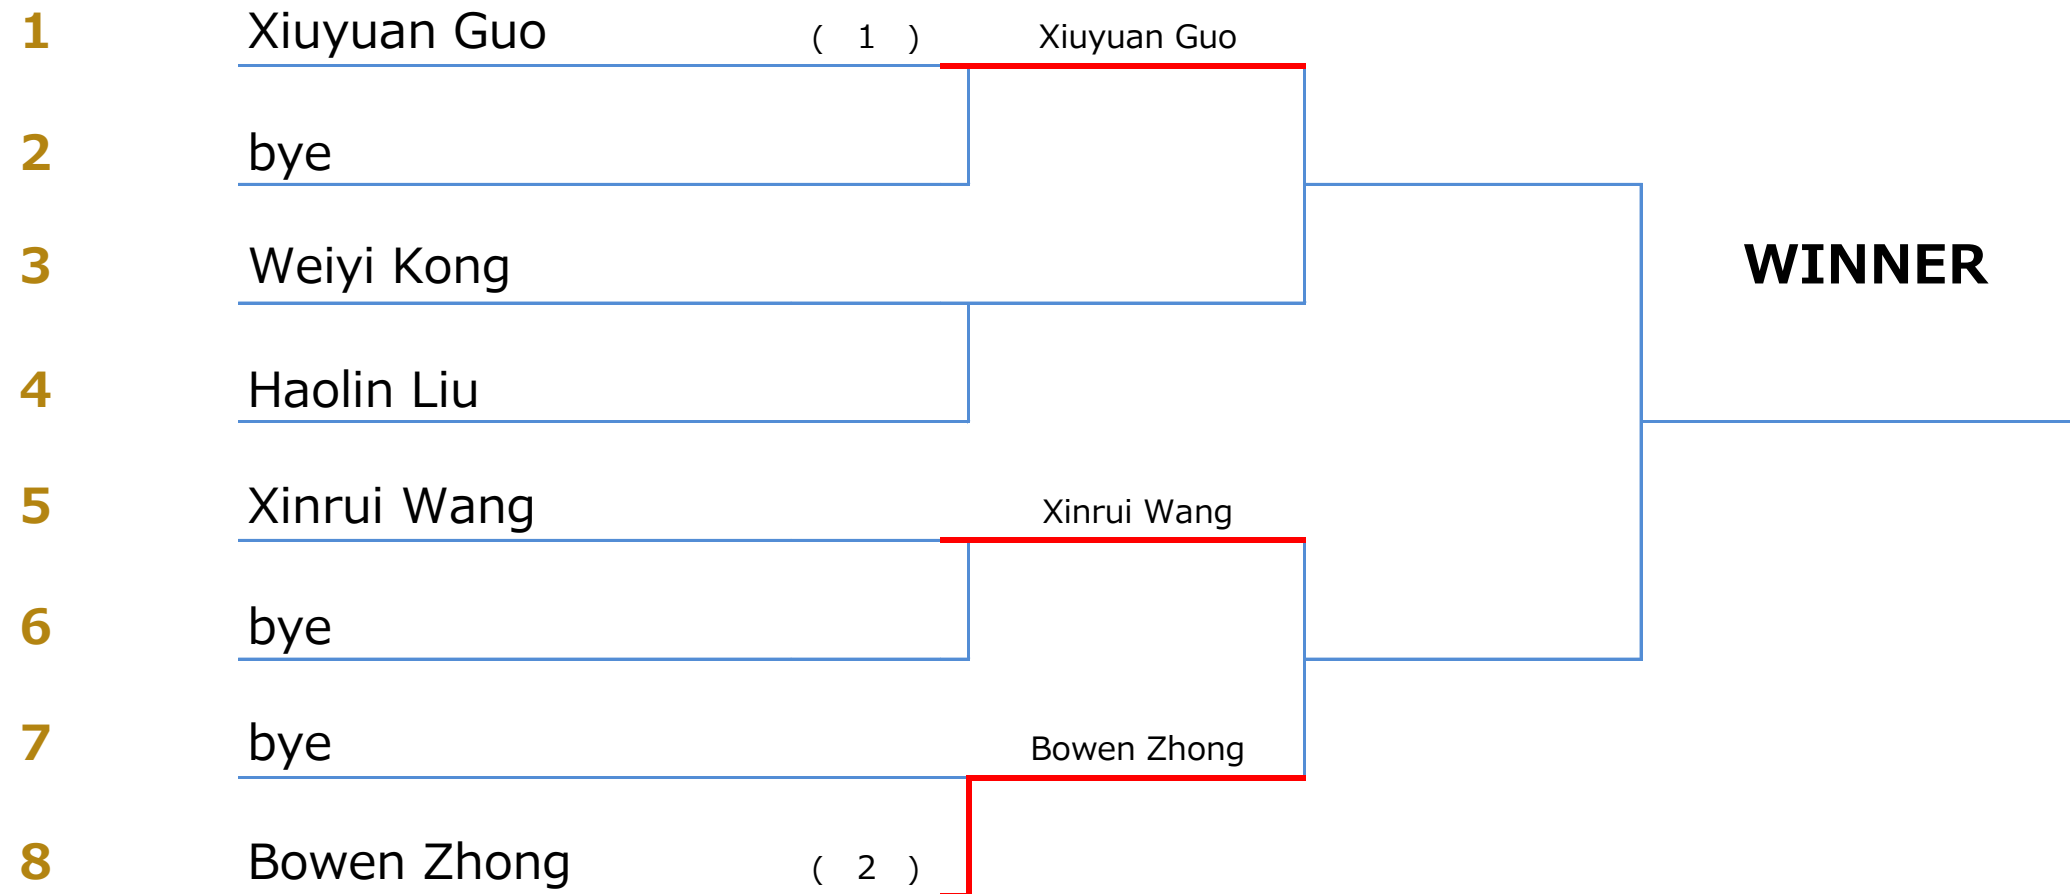 1 Xiuyuan Guo ( 1 ) Xiuyuan Guo
2 bye
3 Weiyi Kong WINNER
4 Haolin Liu
5 Xinrui Wang Xinrui Wang
6 bye
7 bye Bowen Zhong
8 Bowen Zhong ( 2 )